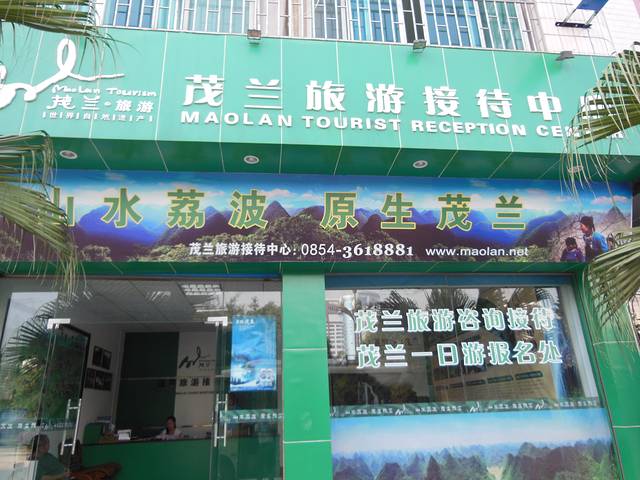 MaoLan Tourism
茂兰·旅游
世界自然遗产
茂兰旅游接待中
MAOLAN TOURIST RECEPTION
山水荔波 原生茂兰
茂兰旅游接待中心: 0854-3618881 www.maolan.net
茂兰旅游咨询接待
茂兰一日游报名处
旅游接